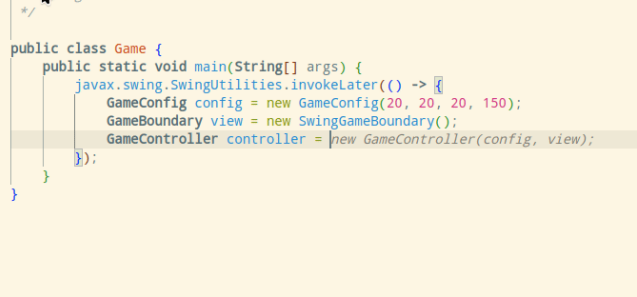 */
public class Game {
    public static void main(String[] args) {
        javax.swing.SwingUtilities.invokeLater(() -> {
            GameConfig config = new GameConfig(20, 20, 20, 150);
            GameBoundary view = new SwingGameBoundary();
            GameController controller = new GameController(config, view);
        });
    }
}